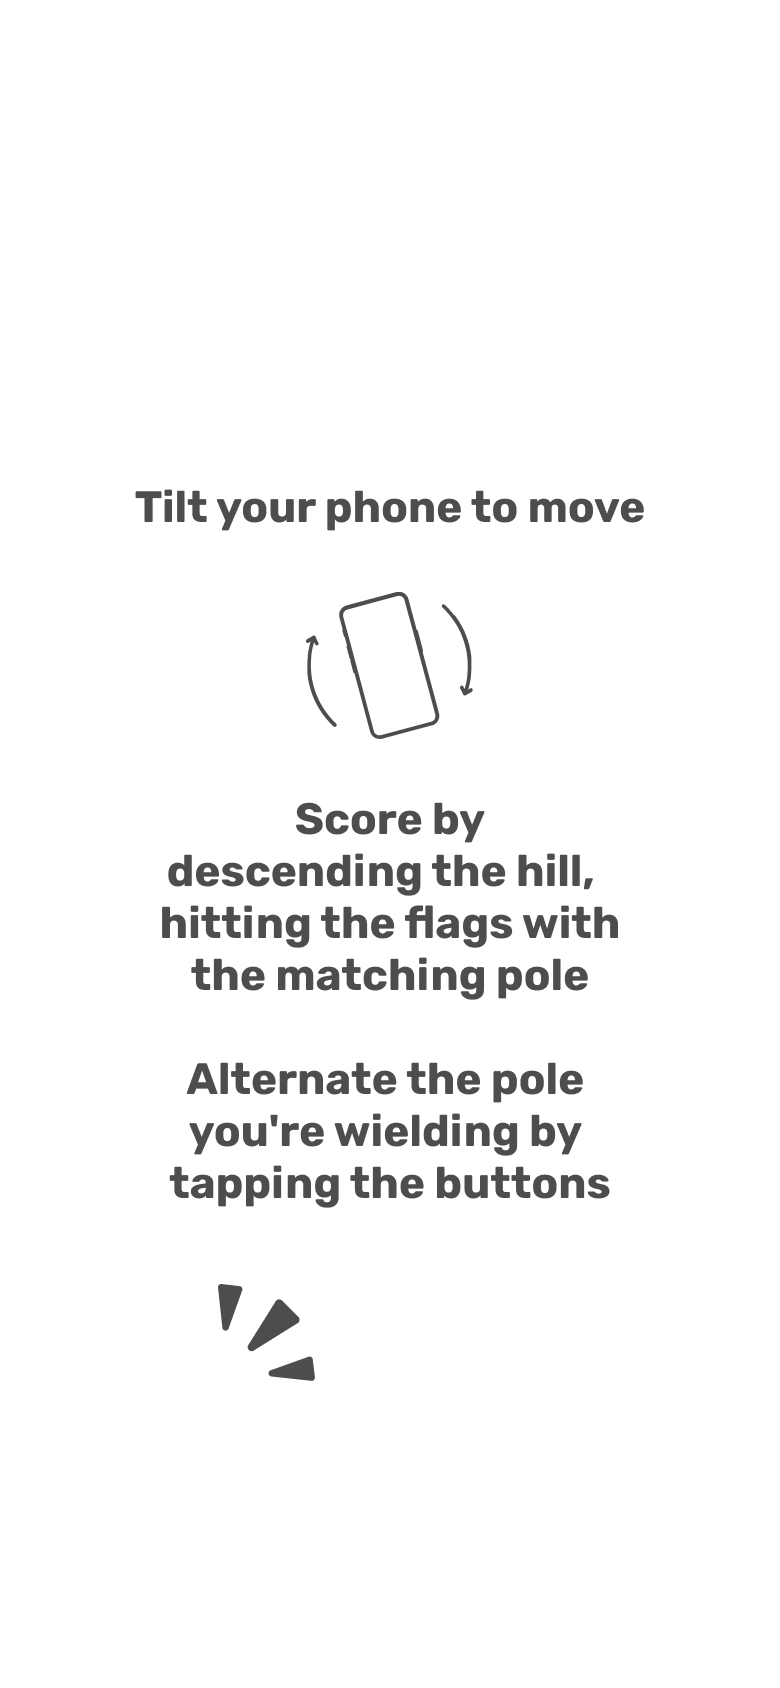 Tilt your phone to move
Score by
descending the hill,
hitting the flags with
the matching pole
Alternate the pole
you're wielding by
tapping the buttons